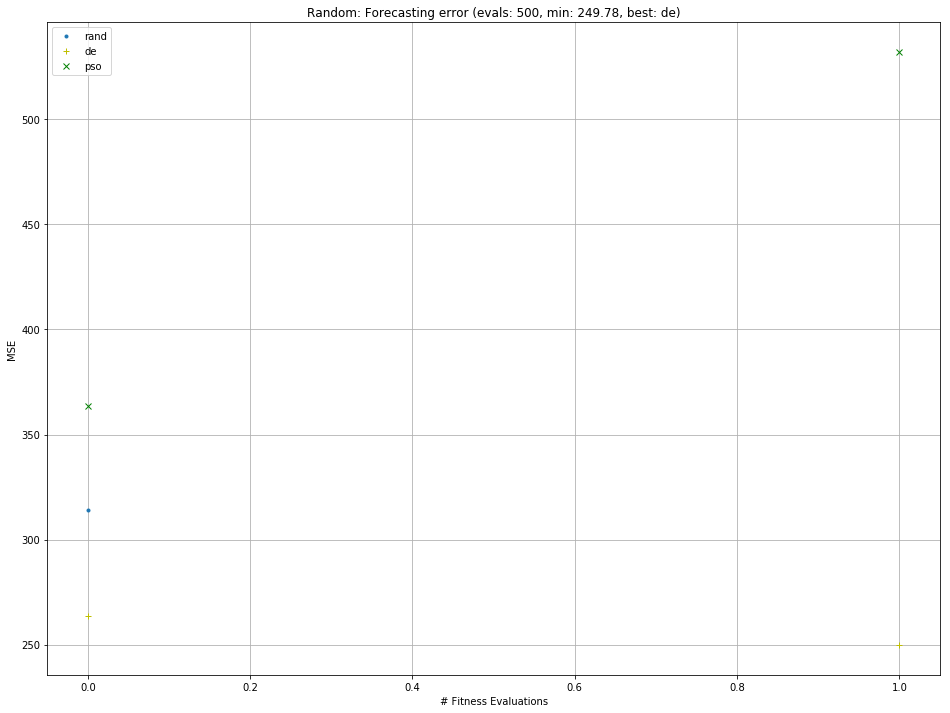 Random: Forecasting error (evals: 500, min: 249.78, best: de)
rand
de
pso
500
450
400
350
300
250
MSE
0.0 0.2 0.4 0.6 0.8 1.0
# Fitness Evaluations